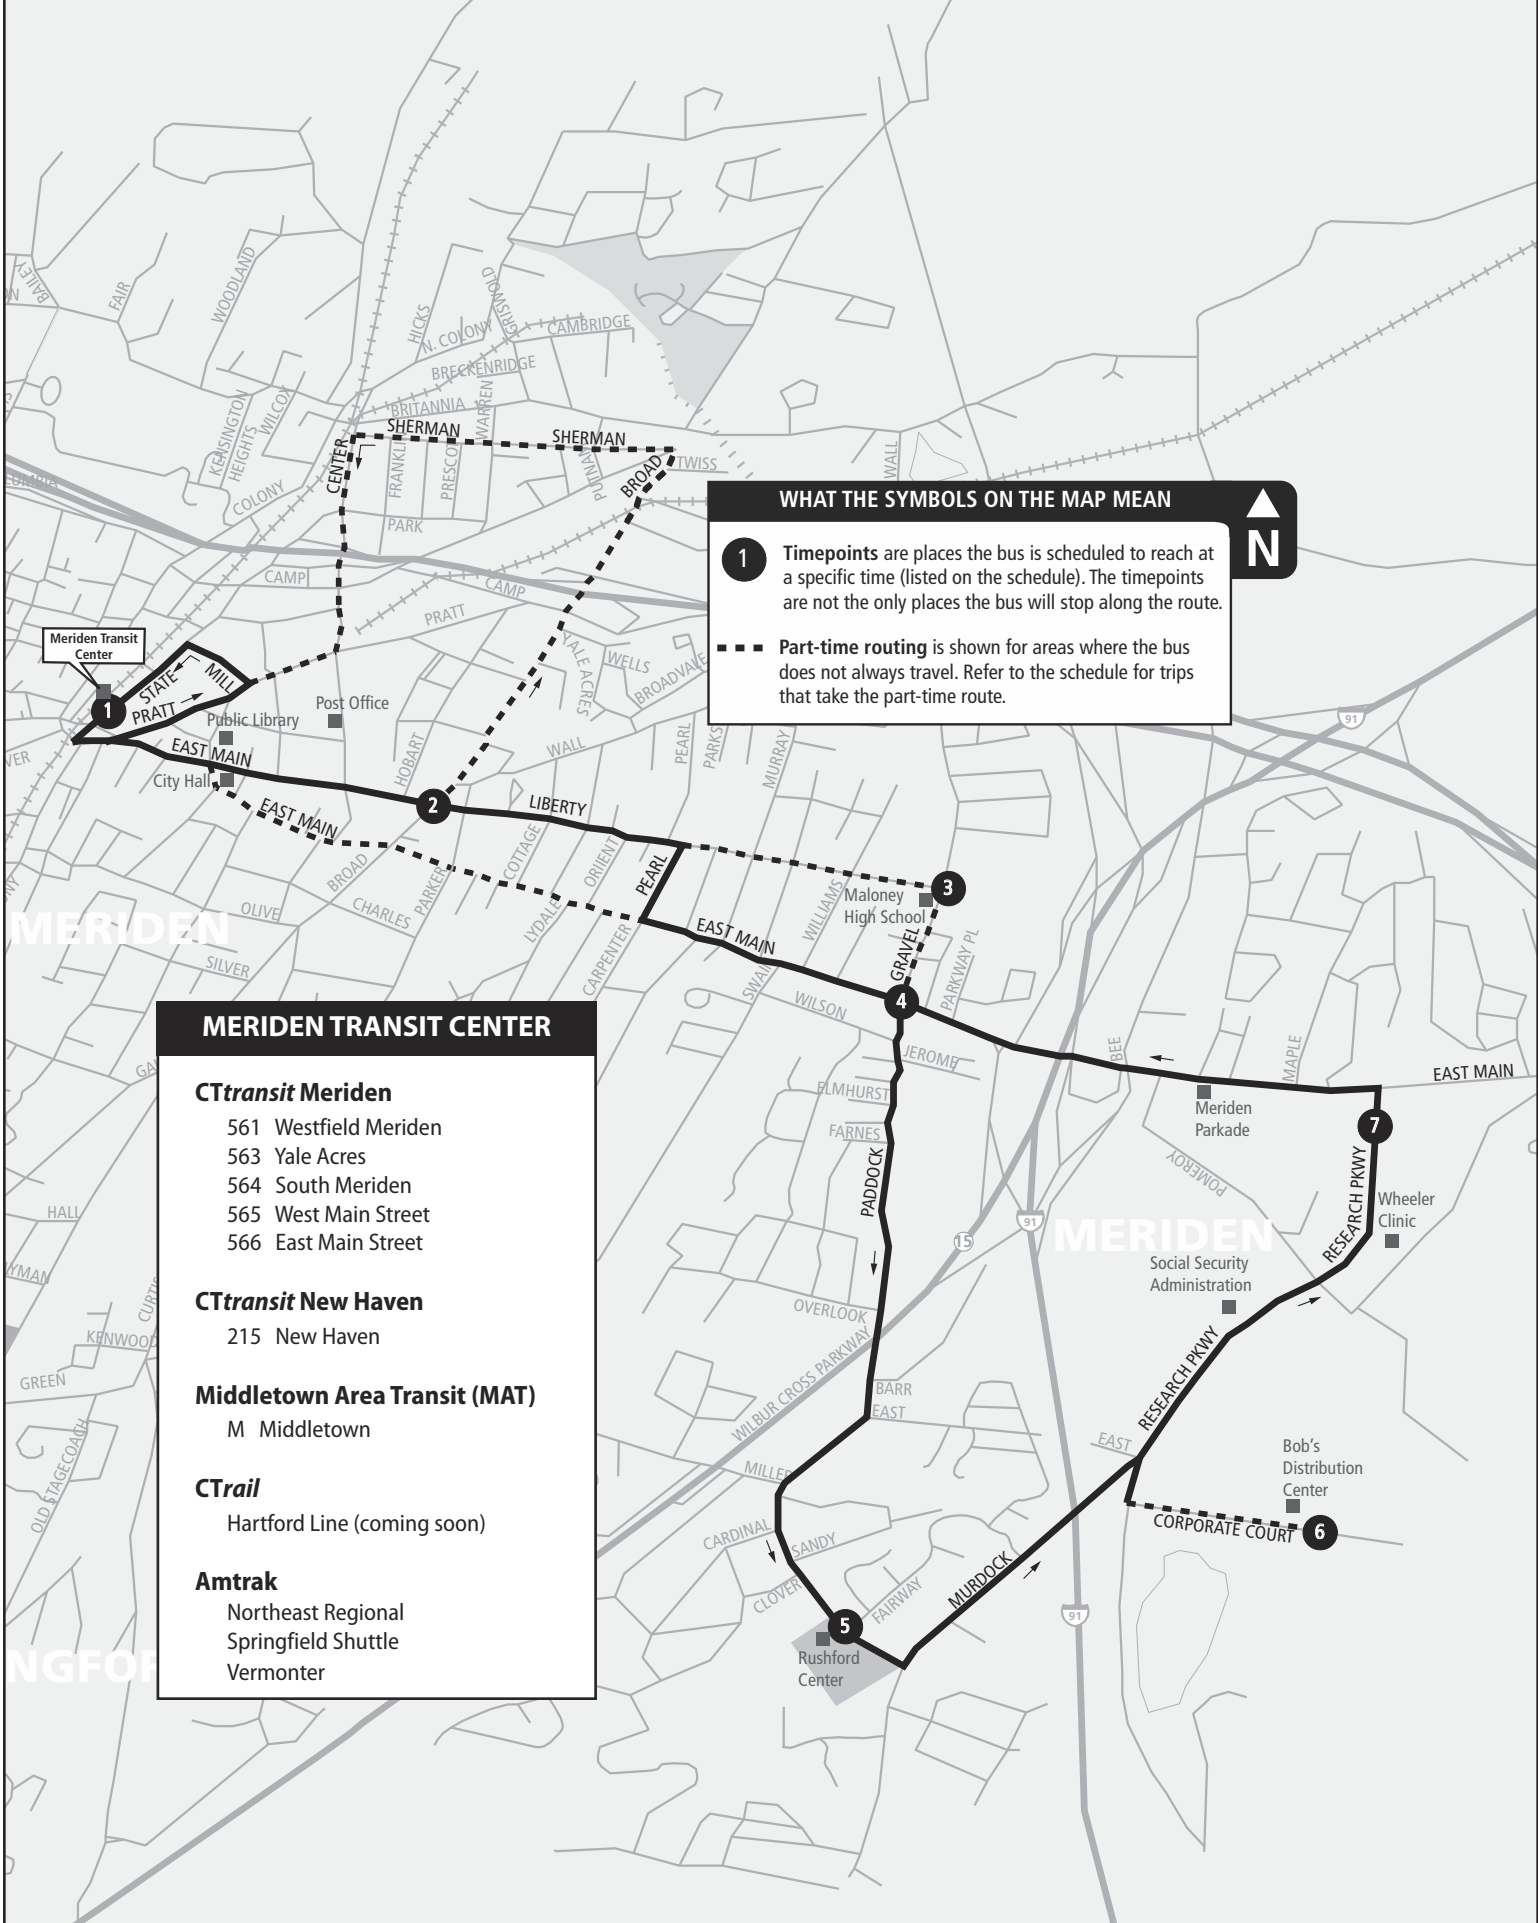 BAILEY
FAIR
WOODLAND
HICKS
GRISWOLD
N. COLONY
CAMBRIDGE
BRECKENRIDGE
BRITANNIA
WARREN
KENSINGTON
HEIGHTS
WILCOX
COLONY
SHERMAN
SHERMAN
CENTER
PUTNAM
BROAD
TWISS
WALL
PARK
CAMP
CAMP
PRATT
YALE ACRES
WELLS
BROADVALE
WHAT THE SYMBOLS ON THE MAP MEAN
N
1 Timepoints are places the bus is scheduled to reach at
a specific time (listed on the schedule). The timepoints
are not the only places the bus will stop along the route.
Part-time routing is shown for areas where the bus
does not always travel. Refer to the schedule for trips
that take the part-time route.
91
Meriden Transit
Center
1
STATE
MILL
PRATT
Public Library
Post Office
EAST MAIN
City Hall
HOBART
WALL
PEARL
PARKS
MURRAY
2
LIBERTY
EAST MAIN
BROAD
COTTAGE
ORIENT
PEARL
PARKER
CHARLES
OLIVE
LYDALE
CARPENTER
SILVER
MERIDEN
EAST MAIN
SWAIN
WILLIAMS
Maloney
High School
3
GRAVEL
PARKWAY PL
4
WILSON
JEROME
ELMHURST
FARNES
PADDOCK
BEE
MAPLE
EAST MAIN
Meriden
Parkade
7
POMEROY
RESEARCH PKWY
Wheeler
Clinic
MERIDEN
91
15
Social Security
Administration
OVERLOOK
WILBUR CROSS PARKWAY
RESEARCH PKWY
BARR
EAST
EAST
Bob's
Distribution
Center
CORPORATE COURT
6
MILLER
CARDINAL
SANDY
CLOVER
FAIRWAY
MURDOCK
91
5
Rushford
Center
HALL
KENWOOD
GREEN
OLD STAGECOACH
MERIDEN TRANSIT CENTER
CTtransit Meriden
561 Westfield Meriden
563 Yale Acres
564 South Meriden
565 West Main Street
566 East Main Street
CTtransit New Haven
215 New Haven
Middletown Area Transit (MAT)
M Middletown
CTrail
Hartford Line (coming soon)
Amtrak
Northeast Regional
Springfield Shuttle
Vermonter